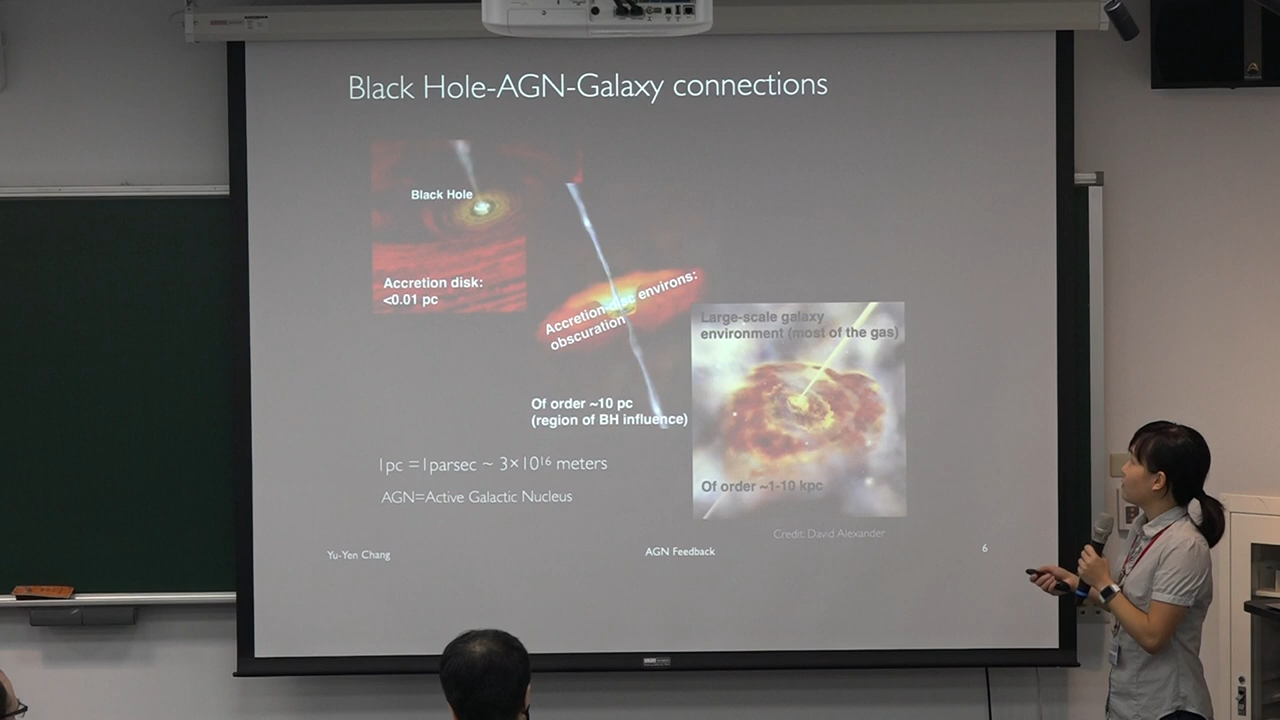 Black Hole-AGN-Galaxy connections
Black Hole
Accretion disk:
<0.01 pc
Accretion-disc environs:
obscuration
Large-scale galaxy
environment (most of the gas)
Of order ~10 pc
(region of BH influence)
1pc =1parsec ~ 3×10¹⁶ meters
Of order ~1-10 kpc
AGN=Active Galactic Nucleus
Credit: David Alexander
Yu-Yen Chang
AGN Feedback
6